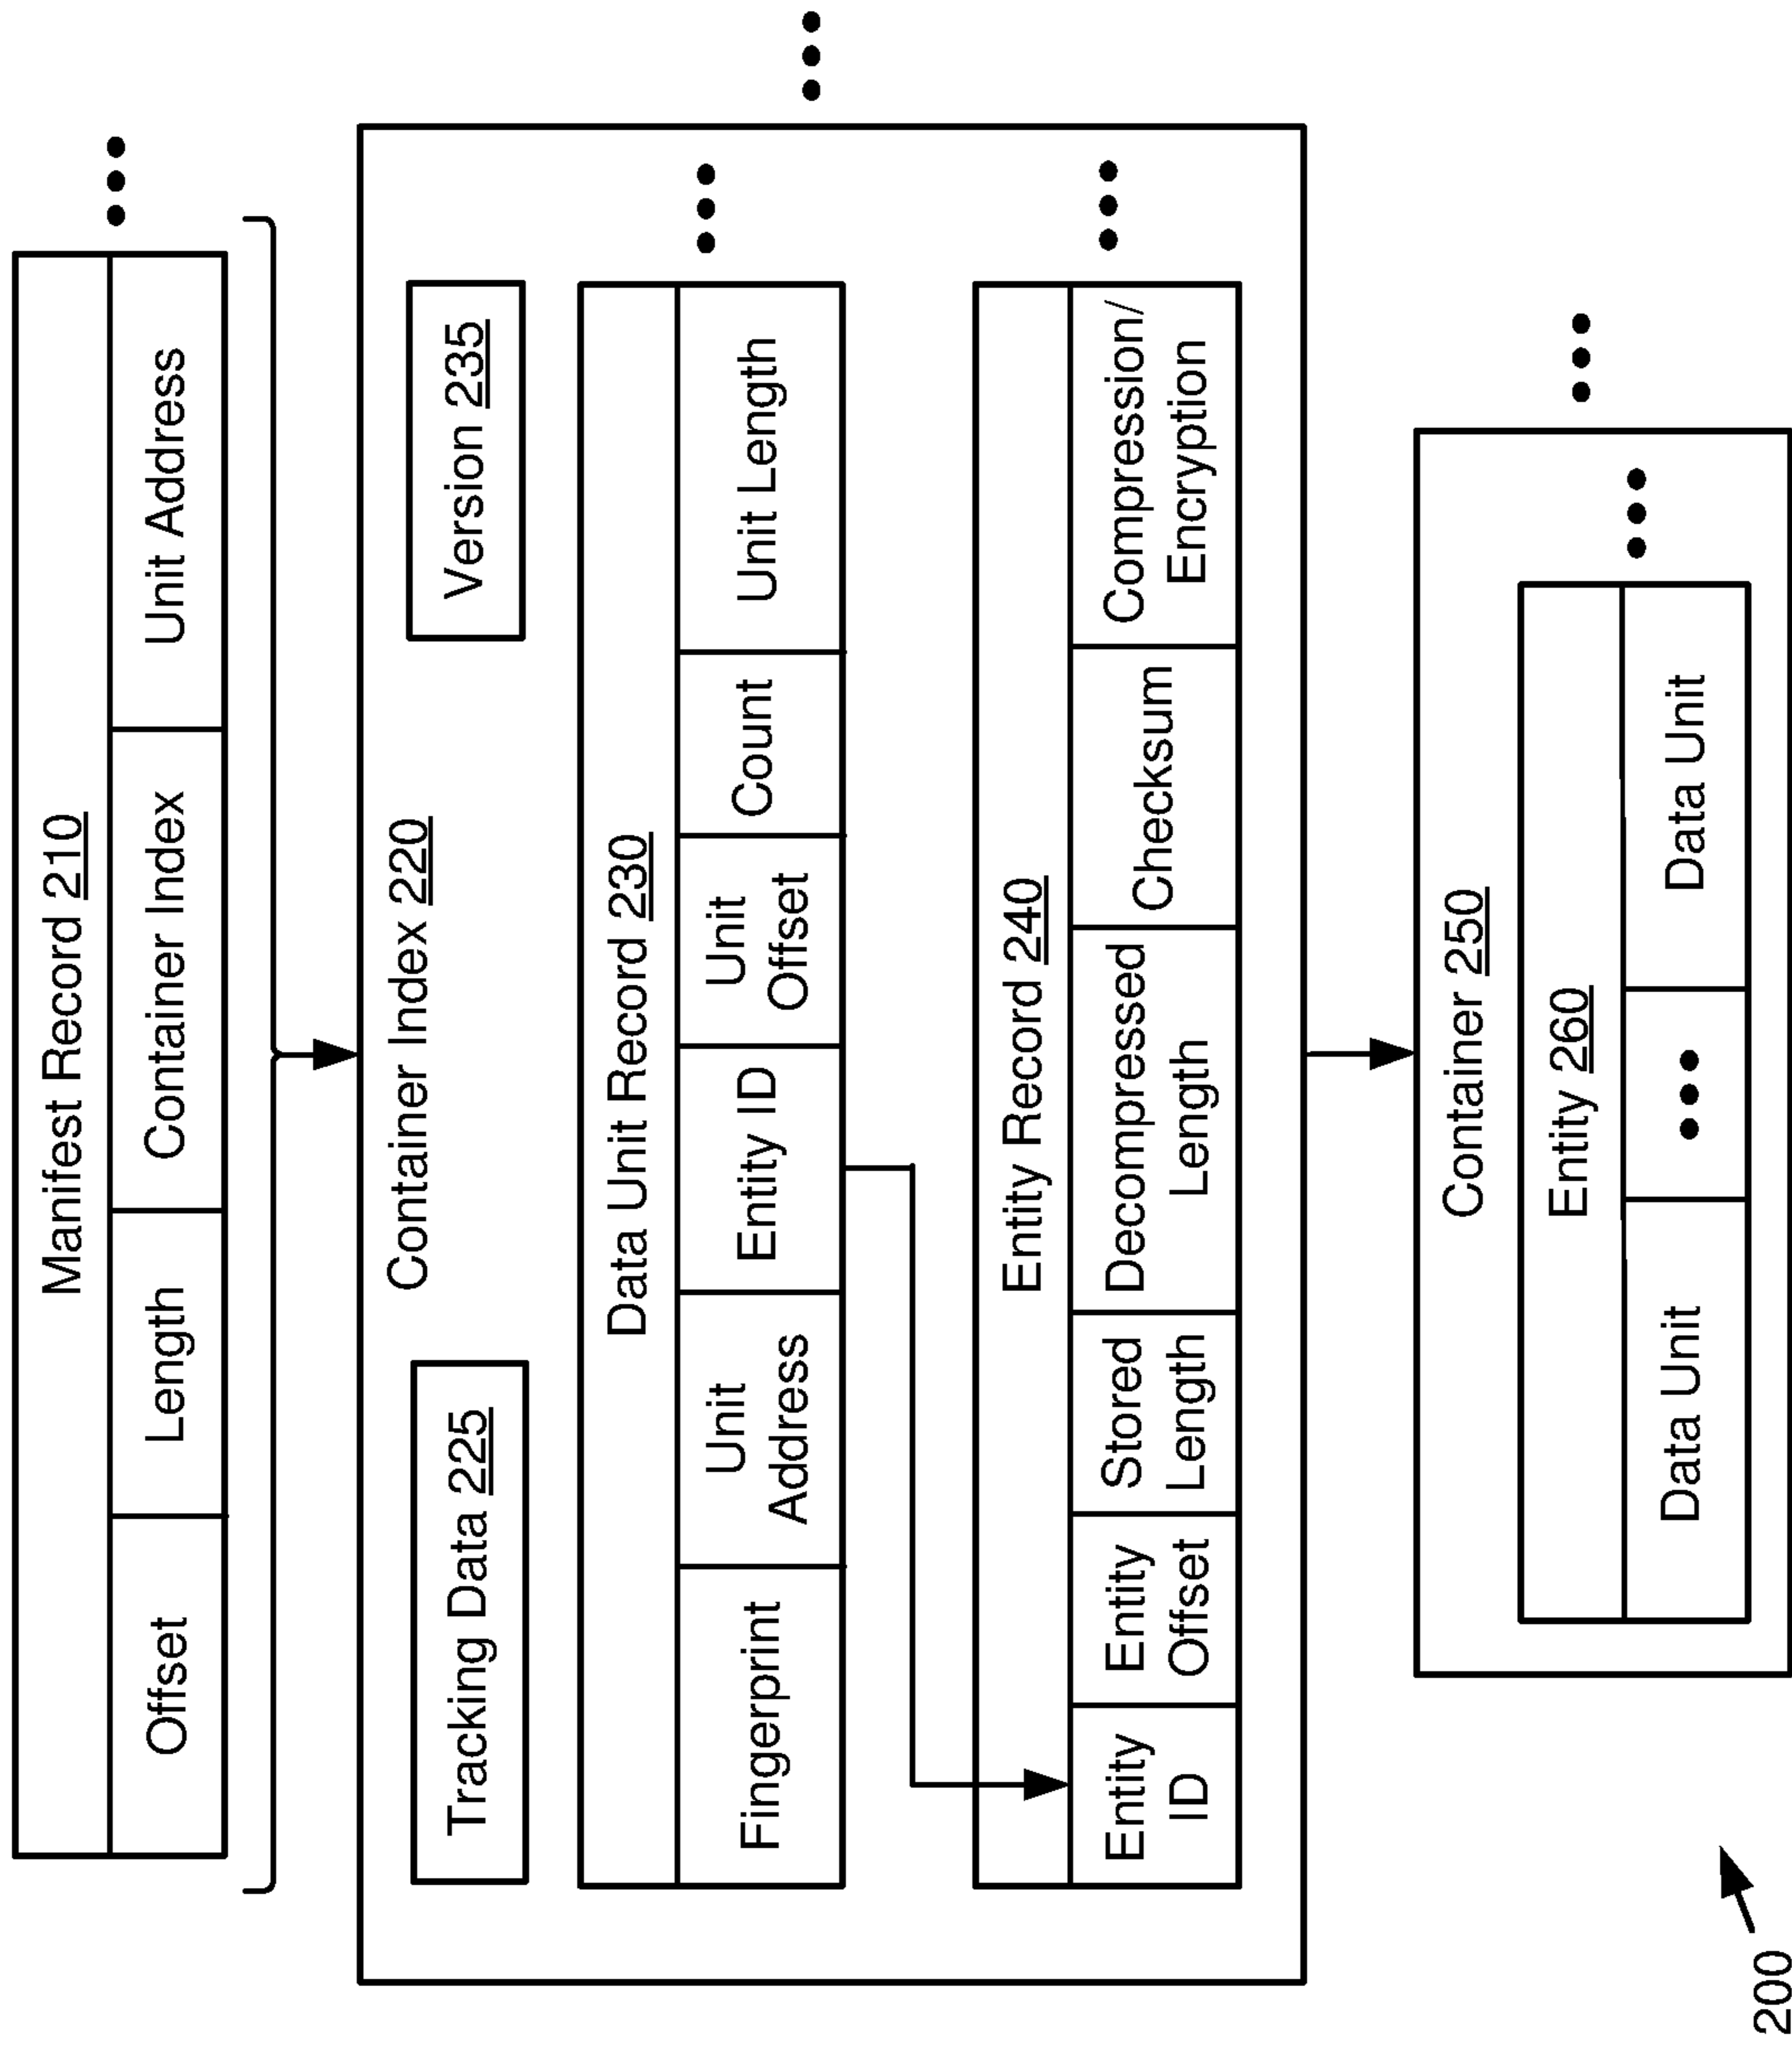 Manifest Record 210
Offset
Length
Container Index
Unit Address
Container Index 220
Tracking Data 225
Version 235
Data Unit Record 230
Fingerprint
Unit
Address
Entity ID
Unit
Offset
Count
Unit Length
Entity Record 240
Entity
ID
Entity
Offset
Stored
Length
Decompressed
Length
Checksum
Compression/
Encryption
Container 250
Entity 260
Data Unit
Data Unit
200